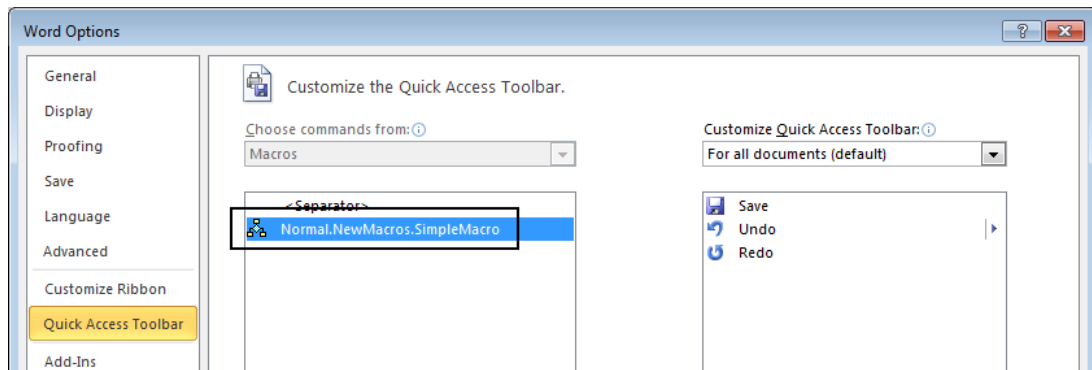 Word Options
General
Display
Proofing
Save
Language
Advanced
Customize Ribbon
Quick Access Toolbar
Add-Ins
Customize the Quick Access Toolbar.
Choose commands from:
Macros
<Separator>
Normal.NewMacros.SimpleMacro
Customize Quick Access Toolbar:
For all documents (default)
Save
Undo
Redo